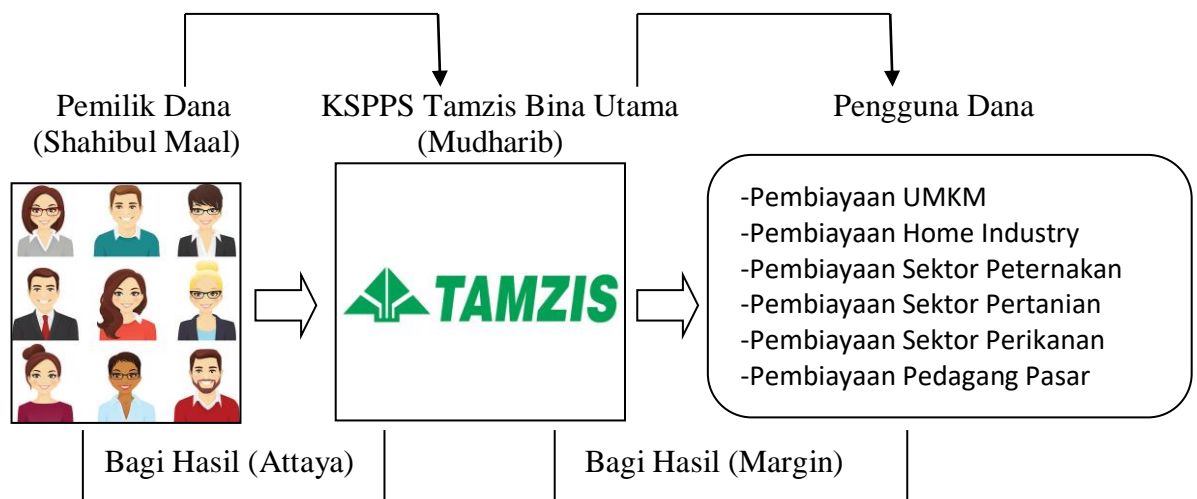 Pemilik Dana
(Shahibul Maal)
KSPPS Tamzis Bina Utama
(Mudharib)
Pengguna Dana
TAMZIS
-Pembiayaan UMKM
-Pembiayaan Home Industry
-Pembiayaan Sektor Peternakan
-Pembiayaan Sektor Pertanian
-Pembiayaan Sektor Perikanan
-Pembiayaan Pedagang Pasar
Bagi Hasil (Attaya)
Bagi Hasil (Margin)